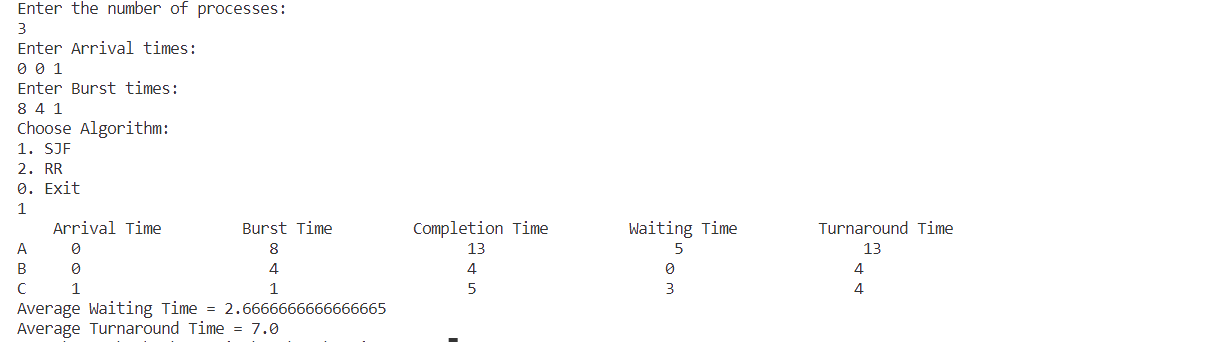 Enter the number of processes:
3
Enter Arrival times:
0 0 1
Enter Burst times:
8 4 1
Choose Algorithm:
1. SJF
2. RR
0. Exit
1
Arrival Time Burst Time Completion Time Waiting Time Turnaround Time
A 0 8 13 5 13
B 0 4 4 0 4
C 1 1 5 3 4
Average Waiting Time = 2.6666666666666665
Average Turnaround Time = 7.0